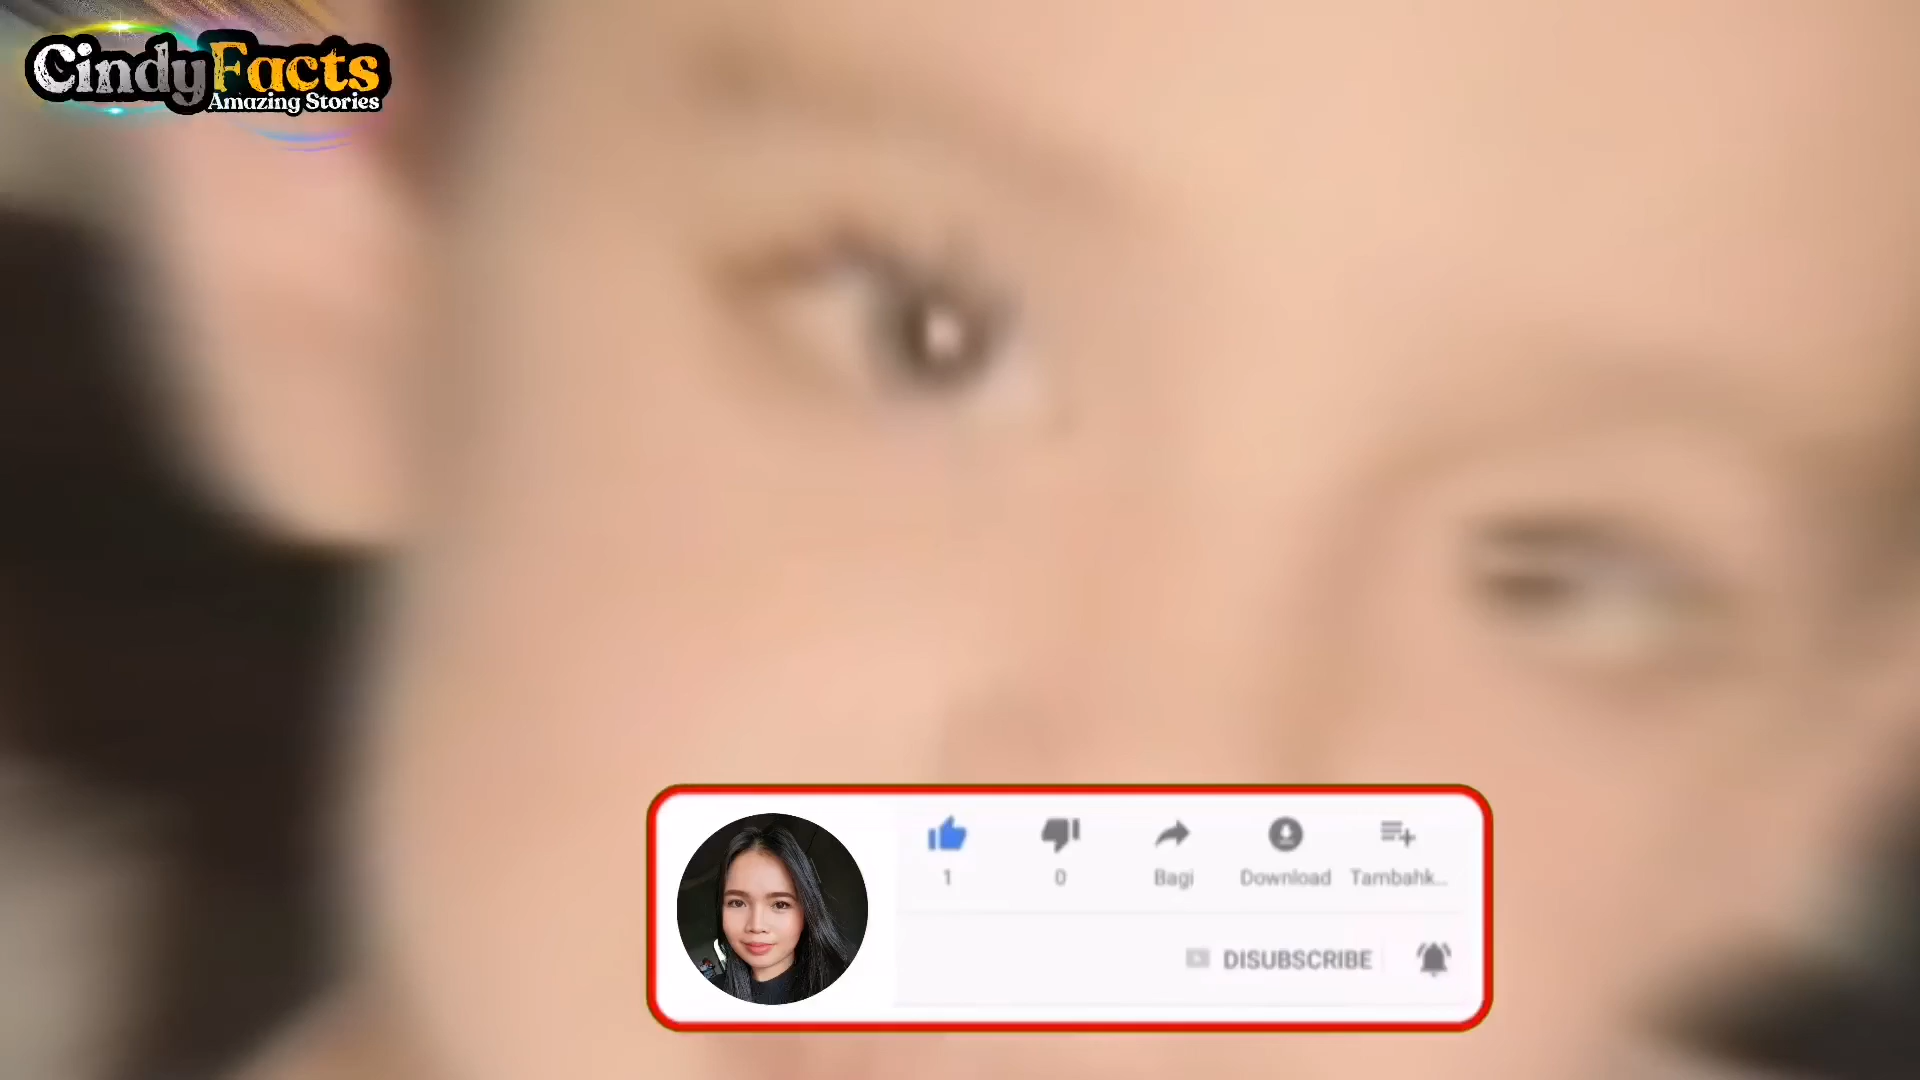 CindyFacts
Amazing Stories
1
0
Bagi
Download
Tambahk...
DISUBSCRIBE